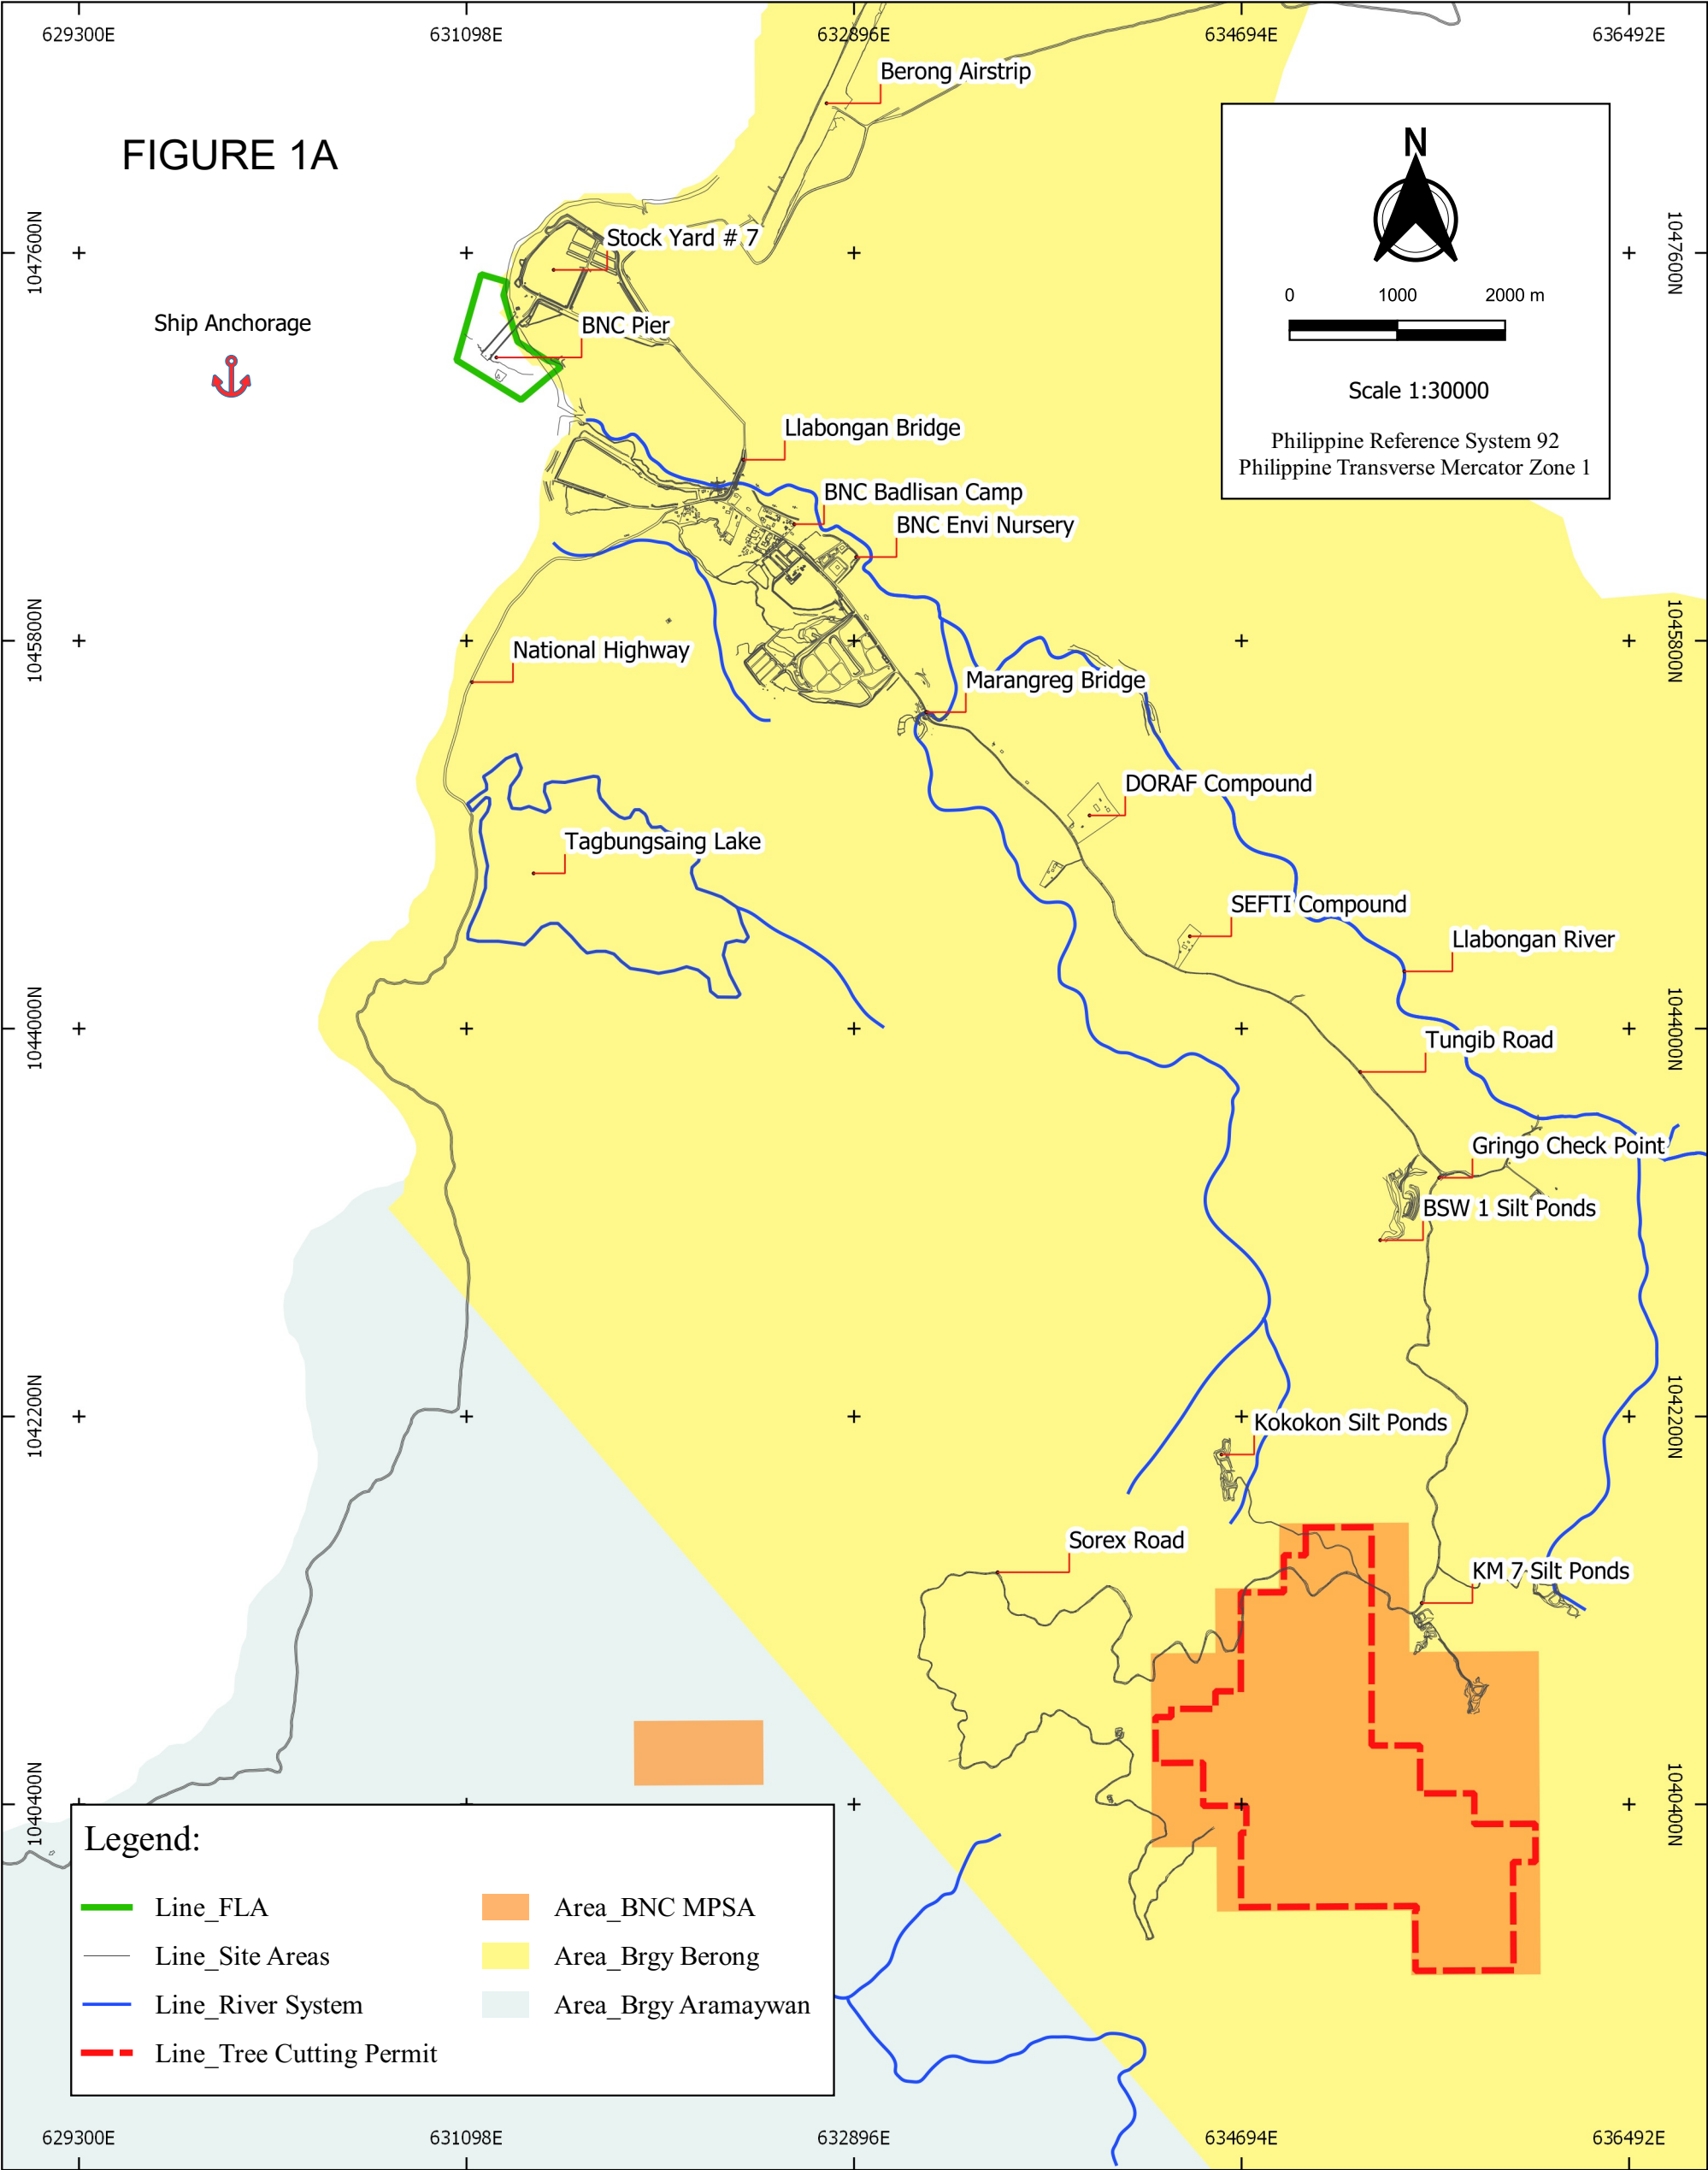 629300E 631098E 632896E 634694E 636492E
Berong Airstrip
FIGURE 1A
N
1047600N
1047600N
Stock Yard # 7
0 1000 2000 m
Ship Anchorage
BNC Pier
Scale 1:30000
Philippine Reference System 92
Philippine Transverse Mercator Zone 1
Llabongan Bridge
BNC Badlisan Camp
BNC Envi Nursery
1045800N
1045800N
National Highway
Marangreg Bridge
DORAF Compound
Tagbungsaing Lake
SEFTI Compound
Llabongan River
1044000N
1044000N
Tungib Road
Gringo Check Point
BSW 1 Silt Ponds
1042200N
1042200N
Kokokon Silt Ponds
Sorex Road
KM 7 Silt Ponds
1040400N
1040400N
Legend:
Line_FLA
Line_Site Areas
Line_River System
Line_Tree Cutting Permit
Area_BNC MPSA
Area_Brgy Berong
Area_Brgy Aramaywan
629300E 631098E 632896E 634694E 636492E